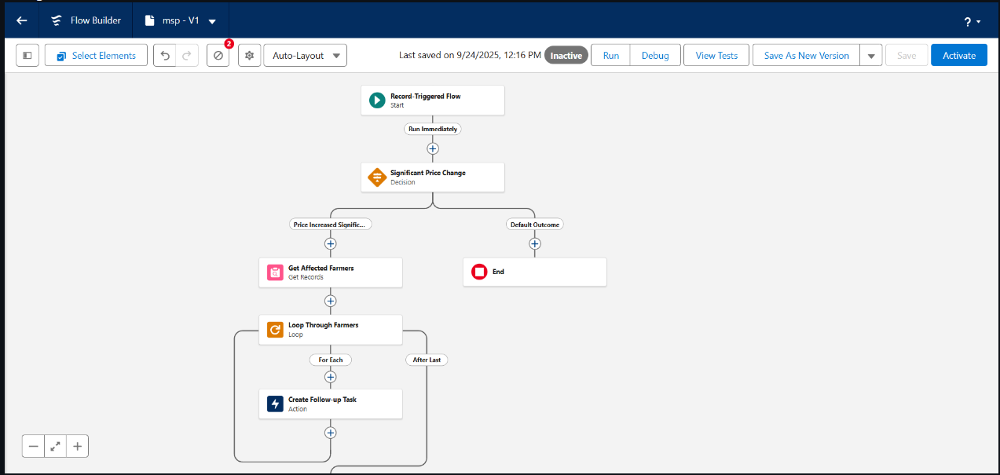 Flow Builder
msp - V1
?
Select Elements
2
Auto-Layout
Last saved on 9/24/2025, 12:16 PM
Inactive
Run
Debug
View Tests
Save As New Version
Save
Activate
Record-Triggered Flow
Start
Run Immediately
Significant Price Change
Decision
Price Increased Signific...
Default Outcome
Get Affected Farmers
Get Records
End
Loop Through Farmers
Loop
For Each
After Last
Create Follow-up Task
Action